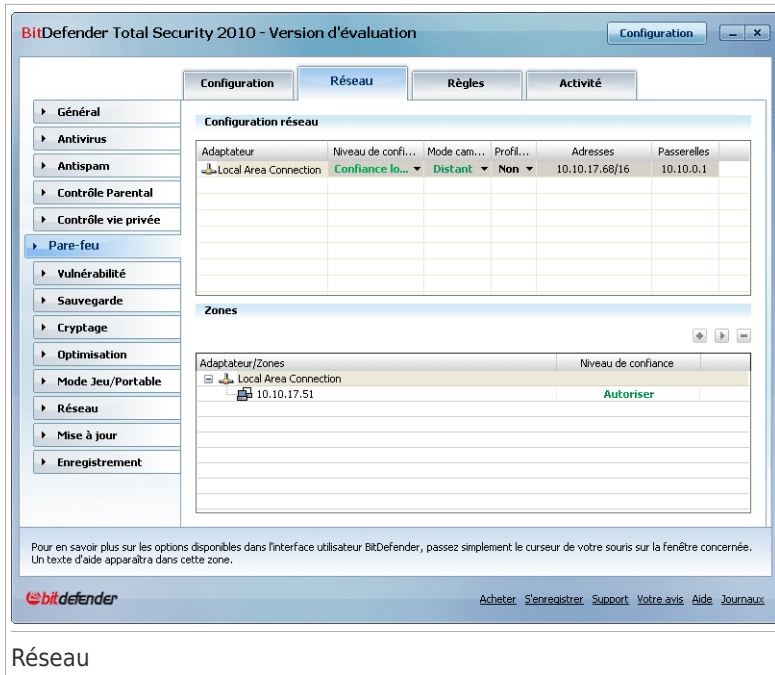 BitDefender Total Security 2010 - Version d'évaluation
Configuration
Configuration Réseau Règles Activité
Général
Antivirus
Antispam
Contrôle Parental
Contrôle vie privée
Pare-feu
Vulnérabilité
Sauvegarde
Cryptage
Optimisation
Mode Jeu/Portable
Réseau
Mise à jour
Enregistrement
Configuration réseau
Adaptateur Niveau de confi... Mode cam... Profil... Adresses Passerelles
Local Area Connection Confiance lo... Distant Non 10.10.17.68/16 10.10.0.1
Zones
Adaptateur/Zones Niveau de confiance
Local Area Connection
10.10.17.51 Autoriser
Pour en savoir plus sur les options disponibles dans l'interface utilisateur BitDefender, passez simplement le curseur de votre souris sur la fenêtre concernée.
Un texte d'aide apparaîtra dans cette zone.
bitdefender
Acheter S'enregistrer Support Votre avis Aide Journaux
Réseau